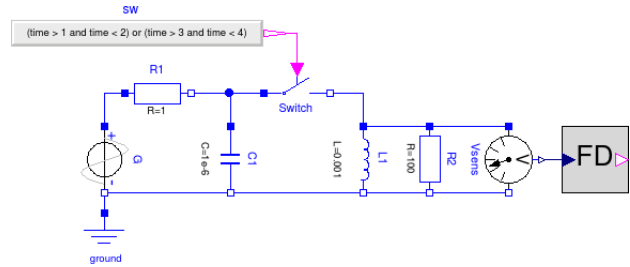 sw
(time > 1 and time < 2) or (time > 3 and time < 4)
R1
R=1
Switch
+
G
-
C=1e-6
C1
L=0.001
L1
R=100
R2
Vsens
V
FD
ground